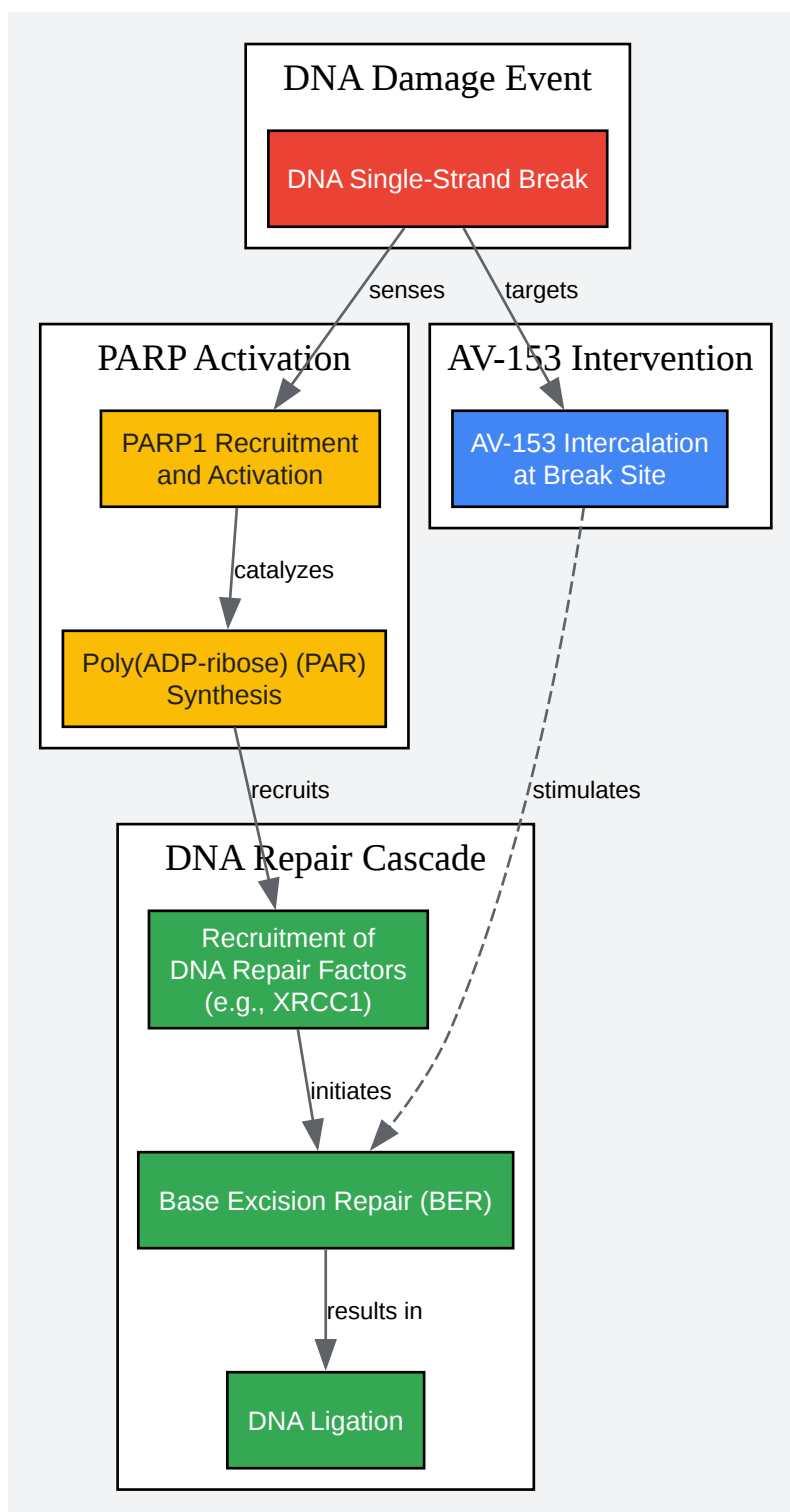 DNA Damage Event
DNA Single-Strand Break
senses
targets
PARP Activation
AV-153 Intervention
PARP1 Recruitment
and Activation
AV-153 Intercalation
at Break Site
catalyzes
Poly(ADP-ribose) (PAR)
Synthesis
recruits
stimulates
DNA Repair Cascade
Recruitment of
DNA Repair Factors
(e.g., XRCC1)
initiates
Base Excision Repair (BER)
results in
DNA Ligation